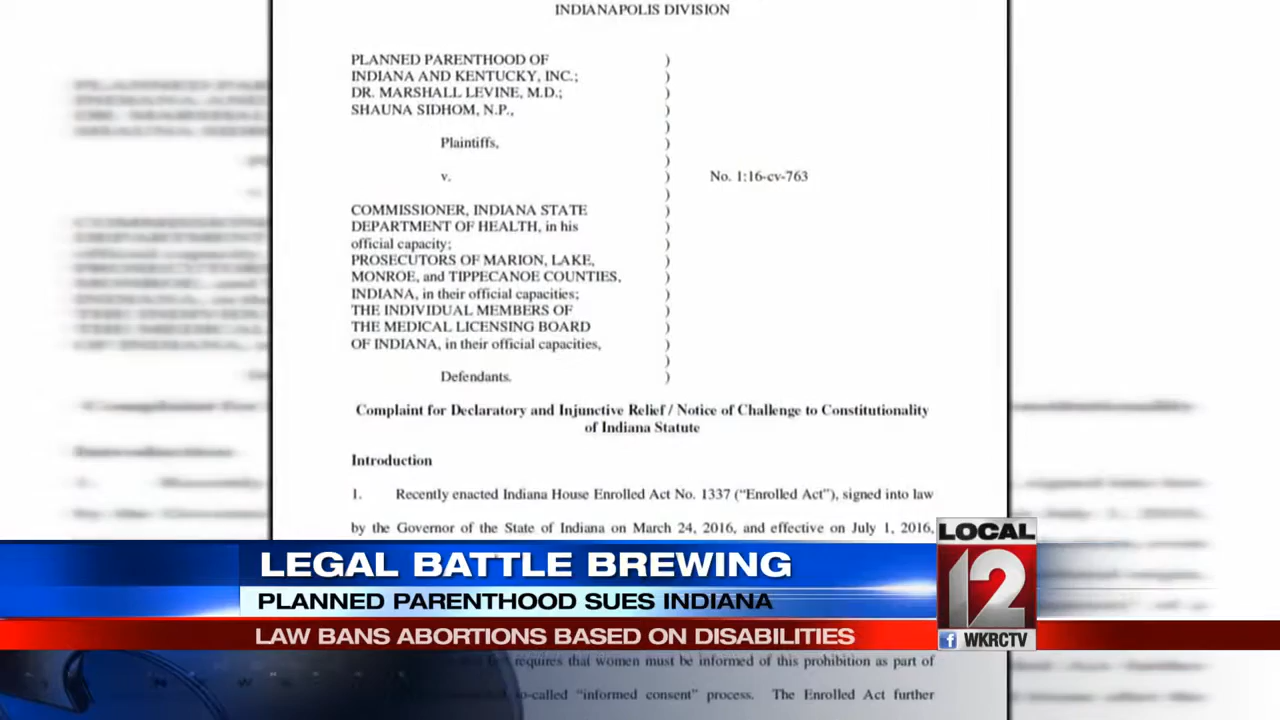 INDIANAPOLIS DIVISION
PLANNED PARENTHOOD OF )
INDIANA AND KENTUCKY, INC.; )
DR. MARSHALL LEVINE, M.D.; )
SHAUNA SIDHOM, N.P., )
)
Plaintiffs, )
)
v. ) No. 1:16-cv-763
)
COMMISSIONER, INDIANA STATE )
DEPARTMENT OF HEALTH, in his )
official capacity; )
PROSECUTORS OF MARION, LAKE, )
MONROE, and TIPPECANOE COUNTIES, )
INDIANA, in their official capacities; )
THE INDIVIDUAL MEMBERS OF )
THE MEDICAL LICENSING BOARD )
OF INDIANA, in their official capacities, )
)
Defendants. )
Complaint for Declaratory and Injunctive Relief / Notice of Challenge to Constitutionality
of Indiana Statute
Introduction
1. Recently enacted Indiana House Enrolled Act No. 1337 (“Enrolled Act”), signed into law
by the Governor of the State of Indiana on March 24, 2016, and effective on July 1, 2016,
LEGAL BATTLE BREWING
PLANNED PARENTHOOD SUES INDIANA
LAW BANS ABORTIONS BASED ON DISABILITIES
LOCAL
12
f WKRCTV
requires that women must be informed of this prohibition as part of
so-called “informed consent” process. The Enrolled Act further